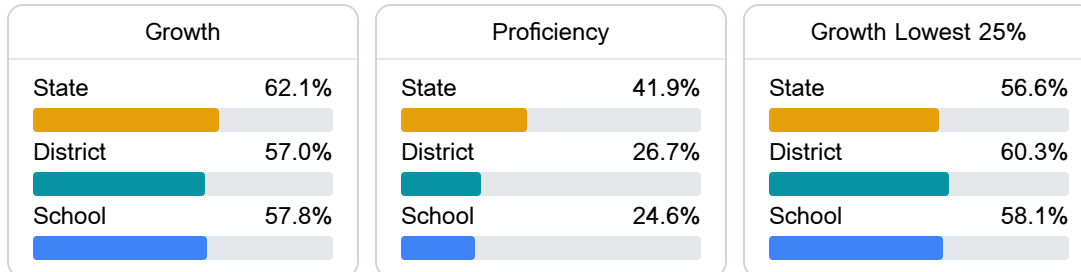 Growth
State 62.1%
District 57.0%
School 57.8%
Proficiency
State 41.9%
District 26.7%
School 24.6%
Growth Lowest 25%
State 56.6%
District 60.3%
School 58.1%